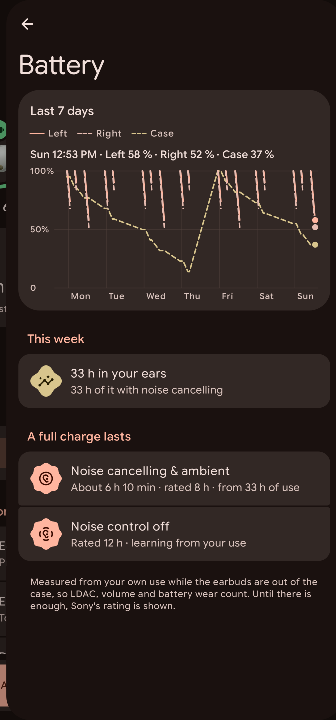 Battery
Last 7 days
Left --- Right --- Case
Sun 12:53 PM · Left 58 % · Right 52 % · Case 37 %
100%
50%
0
Mon Tue Wed Thu Fri Sat Sun
This week
33 h in your ears
33 h of it with noise cancelling
A full charge lasts
Noise cancelling & ambient
About 6 h 10 min · rated 8 h · from 33 h of use
Noise control off
Rated 12 h · learning from your use
Measured from your own use while the earbuds are out of the
case, so LDAC, volume and battery wear count. Until there is
enough, Sony's rating is shown.